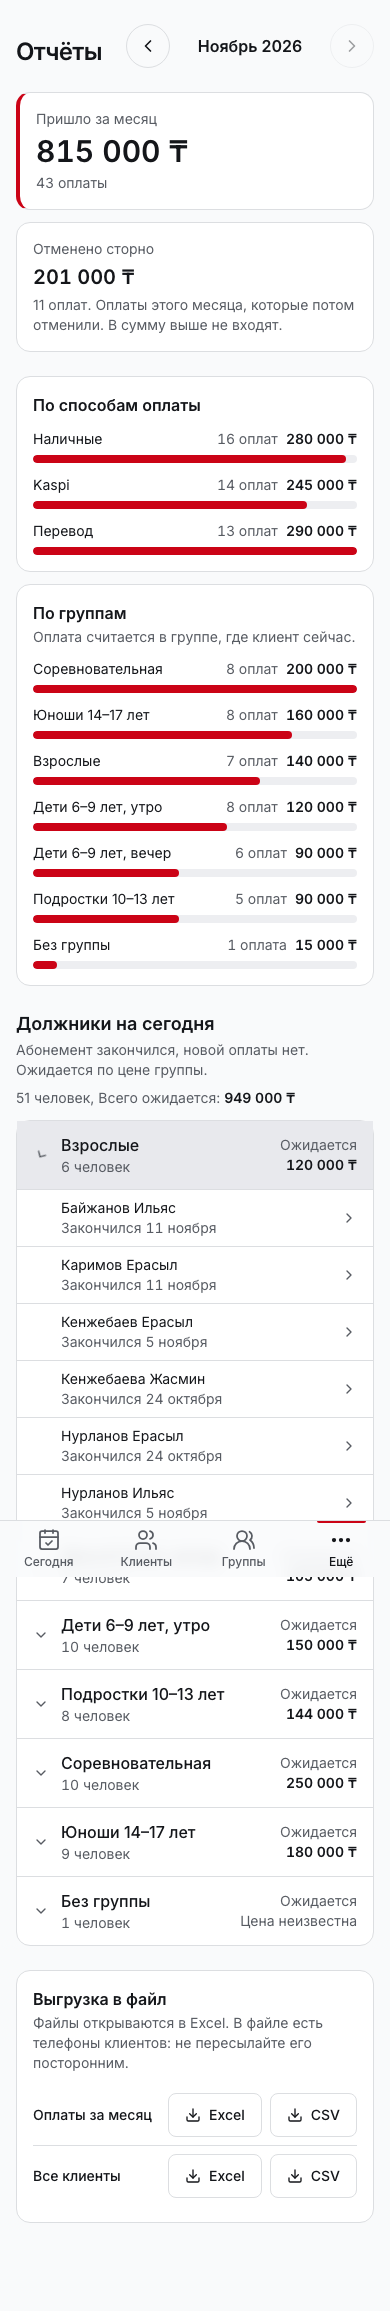 Отчёты
Ноябрь 2026
Пришло за месяц
815 000 ₸
43 оплаты
Отменено сторно
201 000 ₸
11 оплат. Оплаты этого месяца, которые потом
отменили. В сумму выше не входят.
По способам оплаты
Наличные 16 оплат 280 000 ₸
Kaspi 14 оплат 245 000 ₸
Перевод 13 оплат 290 000 ₸
По группам
Оплата считается в группе, где клиент сейчас.
Соревновательная 8 оплат 200 000 ₸
Юноши 14–17 лет 8 оплат 160 000 ₸
Взрослые 7 оплат 140 000 ₸
Дети 6–9 лет, утро 8 оплат 120 000 ₸
Дети 6–9 лет, вечер 6 оплат 90 000 ₸
Подростки 10–13 лет 5 оплат 90 000 ₸
Без группы 1 оплата 15 000 ₸
Должники на сегодня
Абонемент закончился, новой оплаты нет.
Ожидается по цене группы.
51 человек, Всего ожидается: 949 000 ₸
Взрослые Ожидается
6 человек 120 000 ₸
Байжанов Ильяс
Закончился 11 ноября
Каримов Ерасыл
Закончился 11 ноября
Кенжебаев Ерасыл
Закончился 5 ноября
Кенжебаева Жасмин
Закончился 24 октября
Нурланов Ерасыл
Закончился 24 октября
Нурланов Ильяс
Закончился 5 ноября
Сегодня Клиенты Группы Ещё
7 человек
Дети 6–9 лет, утро Ожидается
10 человек 150 000 ₸
Подростки 10–13 лет Ожидается
8 человек 144 000 ₸
Соревновательная Ожидается
10 человек 250 000 ₸
Юноши 14–17 лет Ожидается
9 человек 180 000 ₸
Без группы Ожидается
1 человек Цена неизвестна
Выгрузка в файл
Файлы открываются в Excel. В файле есть
телефоны клиентов: не пересылайте его
посторонним.
Оплаты за месяц Excel CSV
Все клиенты Excel CSV